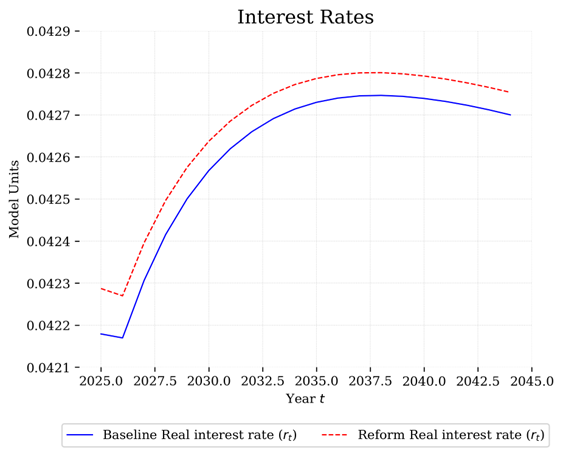 Interest Rates
0.0429
0.0428
0.0427
0.0426
0.0425
0.0424
0.0423
0.0422
0.0421
Model Units
2025.0 2027.5 2030.0 2032.5 2035.0 2037.5 2040.0 2042.5 2045.0
Year t
Baseline Real interest rate (rₜ) Reform Real interest rate (rₜ)